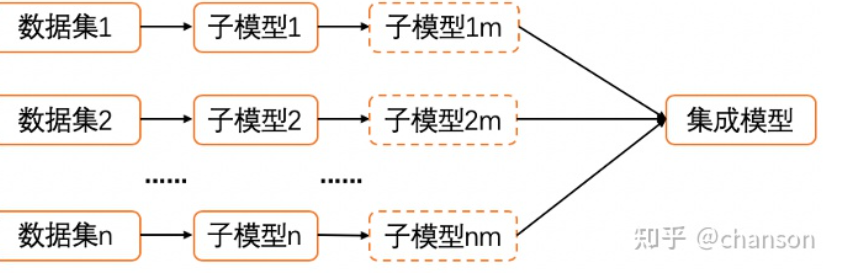 数据集1 子模型1 子模型1m
数据集2 子模型2 子模型2m 集成模型
...... ......
数据集n 子模型n 子模型nm
知乎 @chanson